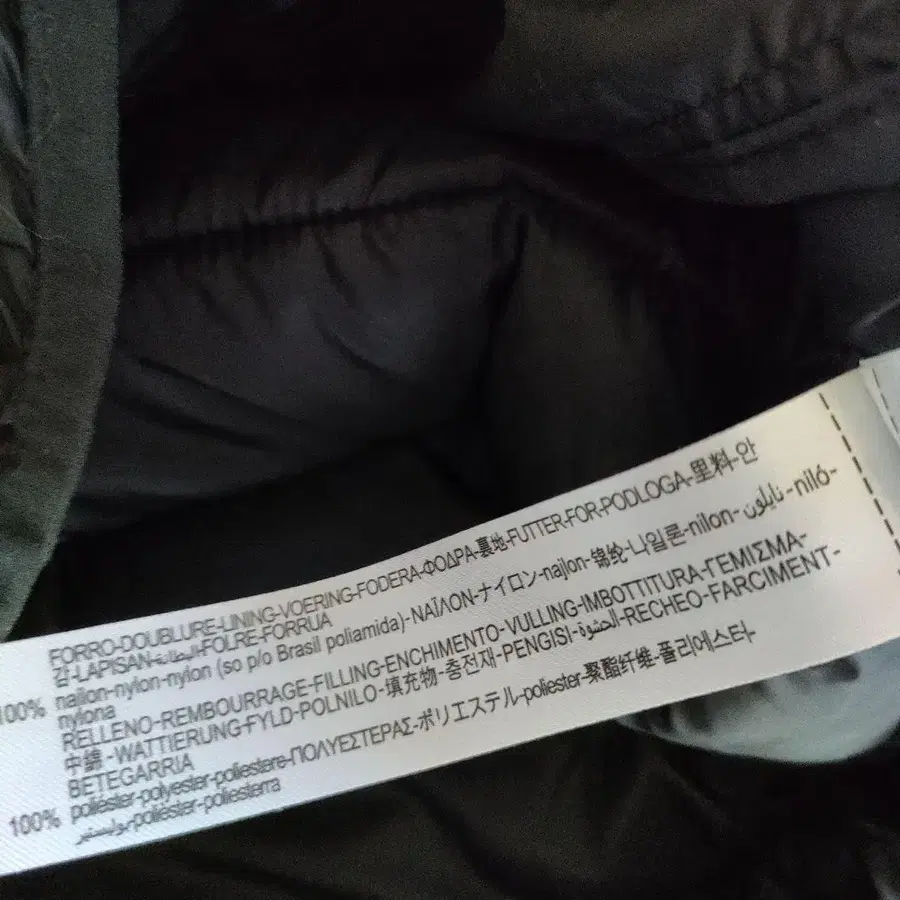 FORRO-DOUBLURE-LINING-VOERING-FODERA-ΦΟΔΡΑ-裏地-FUTTER-FOR-PODLOGA-里料-안
감-LAPISAN-البطانة-FOLRE-FORRUA
100% nailon-nylon-nylon (so p/o Brasil poliamida)-ΝΑΪΛΟΝ-ナイロン-najlon-锦纶-나일론-nilon-نايلون-niló-
nylona
RELLENO-REMBOURRAGE-FILLING-ENCHIMENTO-VULLING-IMBOTTITURA-ΓΕΜΙΣΜΑ-
中綿-WATTIERUNG-FYLD-POLNILO-填充物-충전재-PENGISI-الحشوة-RECHEO-FARCIMENT-
BETEGARRIA
100% poliéster-polyester-poliestere-ΠΟΛΥΕΣΤΕΡΑΣ-ポリエステル-poliester-聚酯纤维-폴리에스터-
بوليستير-poliéster-poliesterra